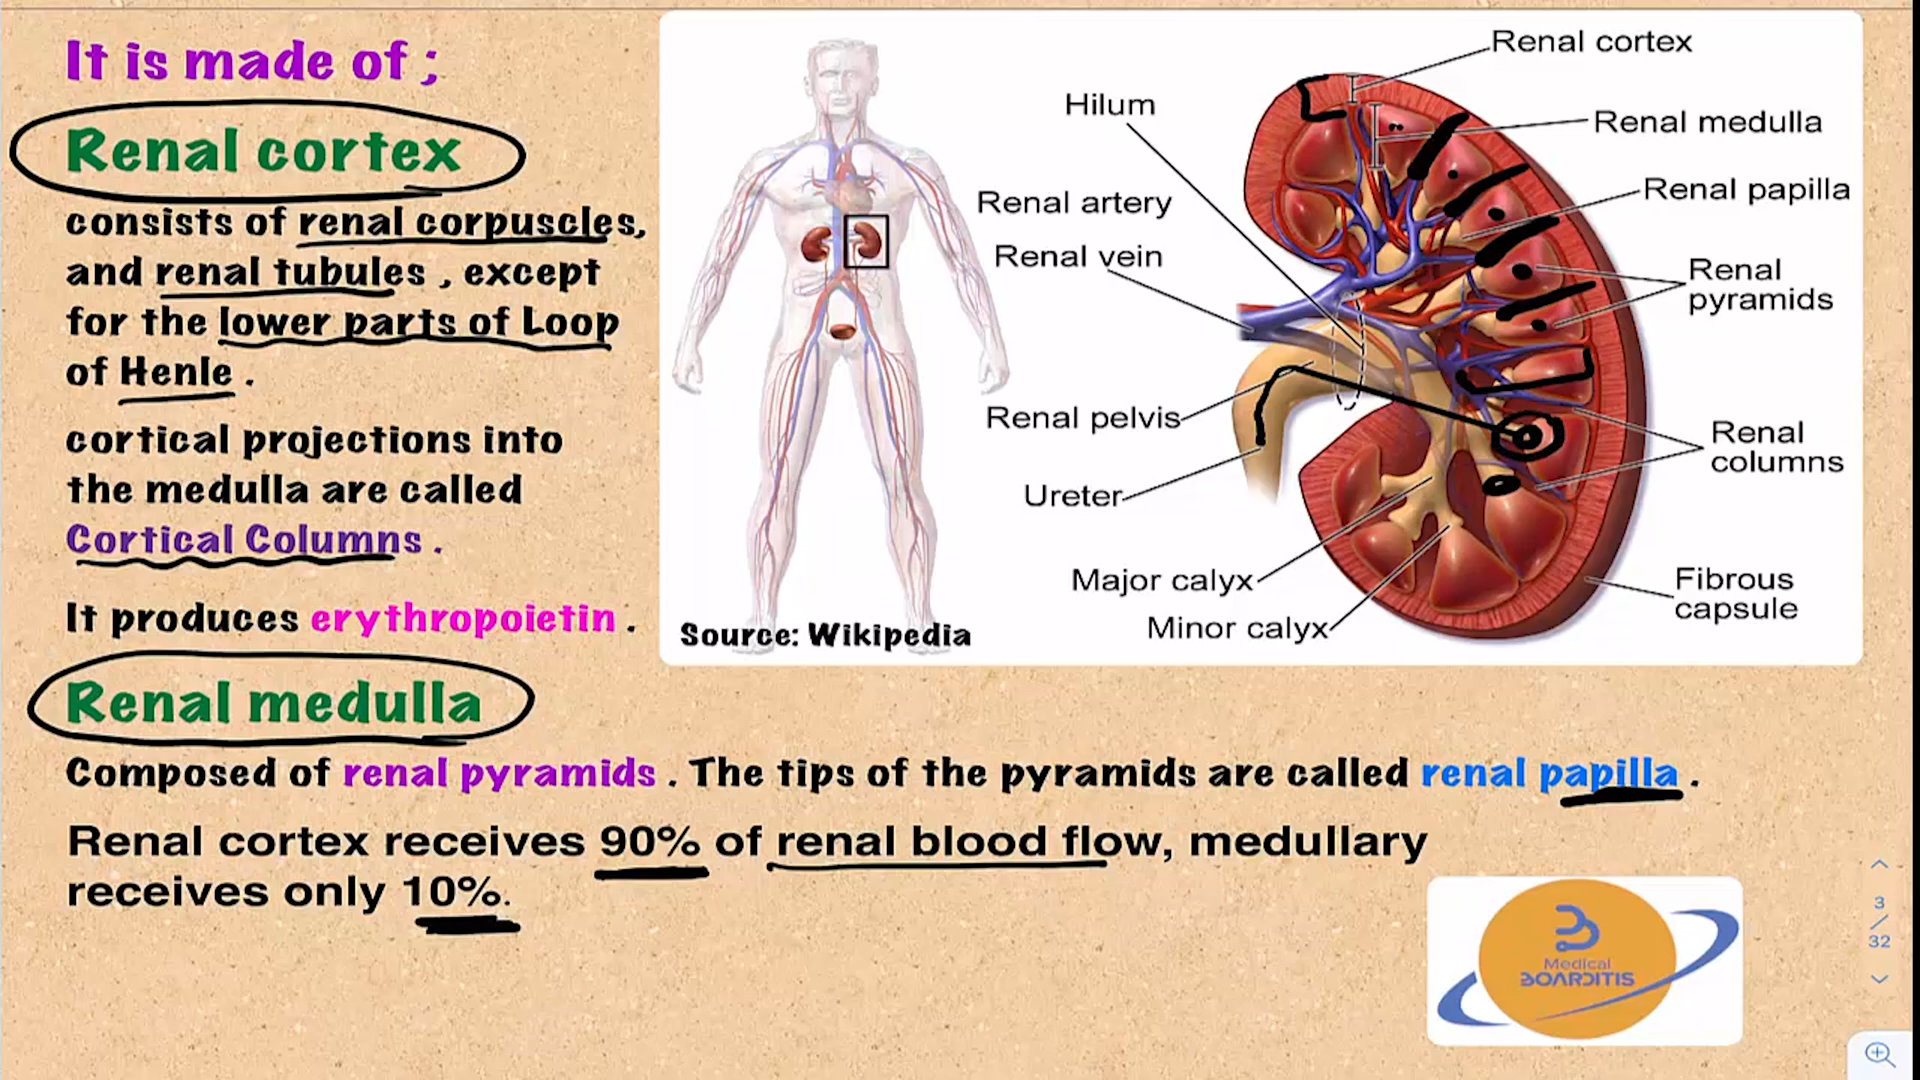 It is made of ;
Renal cortex
consists of renal corpuscles,
and renal tubules , except
for the lower parts of Loop
of Henle .
cortical projections into
the medulla are called
Cortical Columns .
It produces erythropoietin .
Renal cortex
Hilum
Renal medulla
Renal papilla
Renal artery
Renal vein
Renal
pyramids
Renal pelvis
Renal
columns
Ureter
Major calyx
Fibrous
capsule
Minor calyx
Source: Wikipedia
Renal medulla
Composed of renal pyramids . The tips of the pyramids are called renal papilla .
Renal cortex receives 90% of renal blood flow, medullary
receives only 10%.
Medical
BOARDITIS
3
/
32